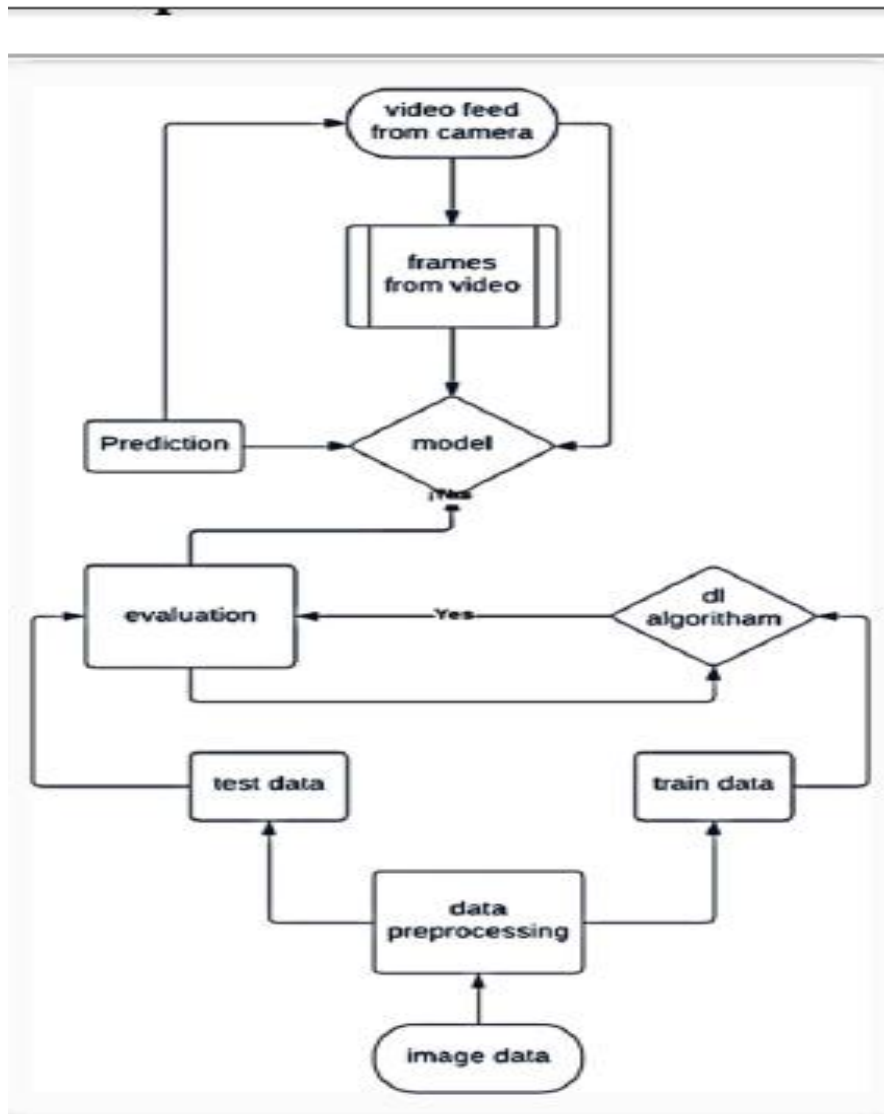 video feed
from camera
frames
from video
Prediction
model
evaluation
Yes
dl
algoritham
test data
train data
data
preprocessing
image data